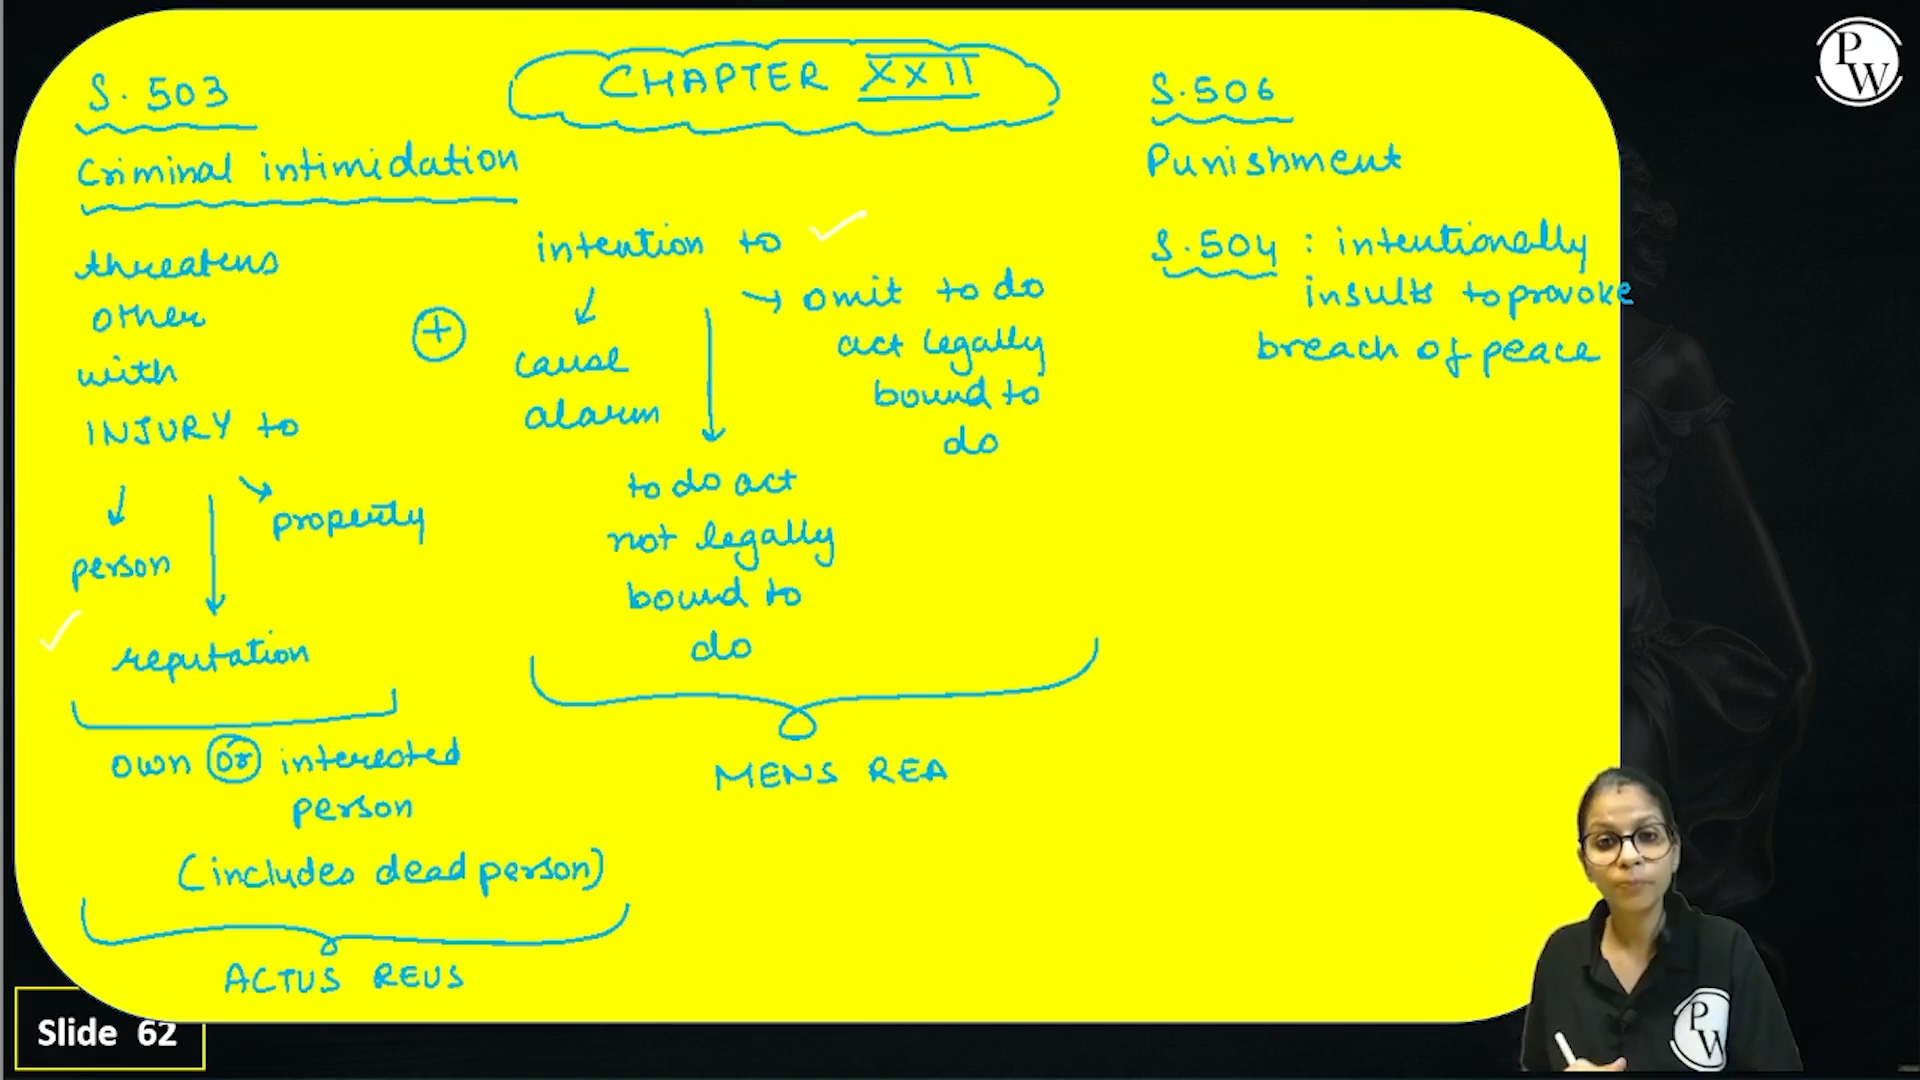 CHAPTER XXII
S. 503
Criminal intimidation
threatens
other
with
INJURY to
person
property
reputation
own or interested
person
(includes dead person)
ACTUS REUS
+
intention to
cause
alarm
to do act
not legally
bound to
do
omit to do
act legally
bound to
do
MENS REA
S. 506
Punishment
S. 504 : intentionally
insults to provoke
breach of peace
PW
PW
Slide 62